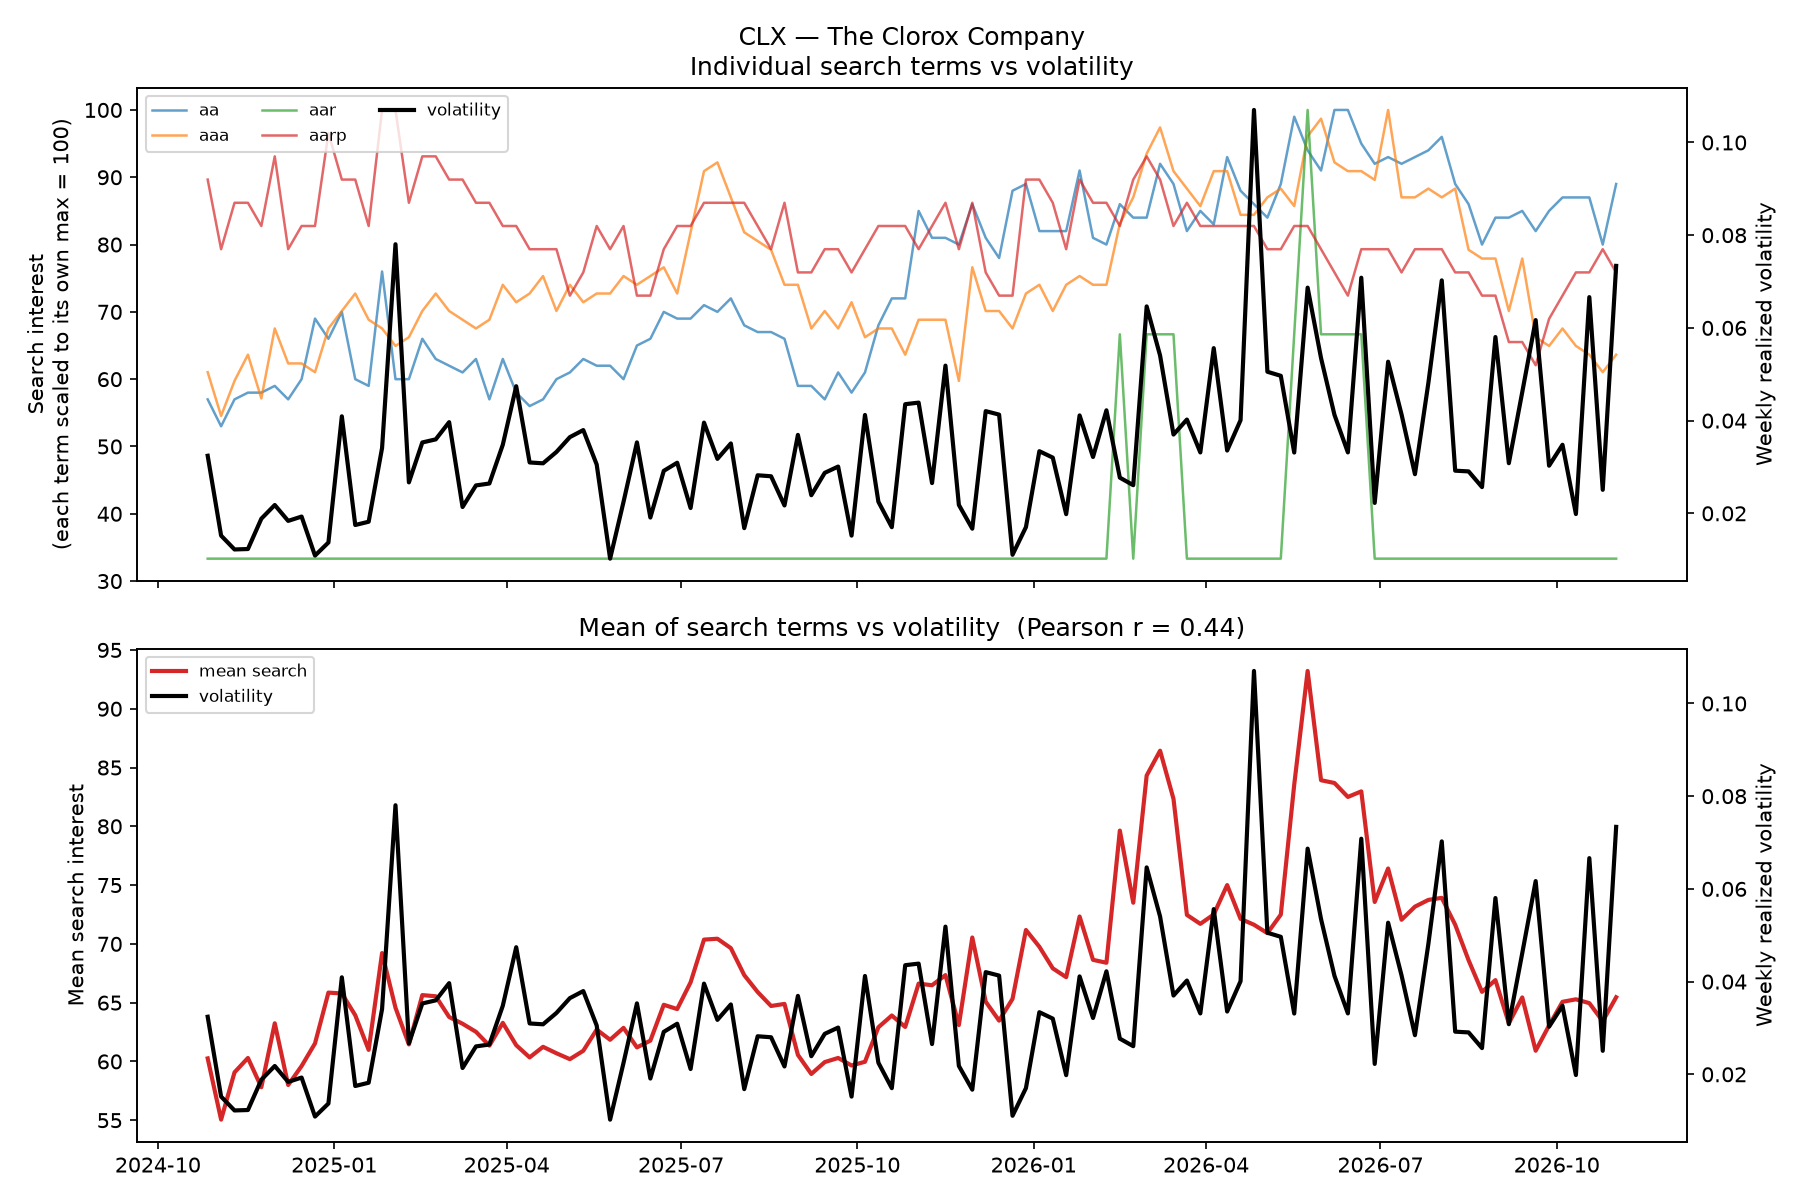 CLX — The Clorox Company
Individual search terms vs volatility
aa
aar
volatility
aaa
aarp
Search interest
(each term scaled to its own max = 100)
100
90
80
70
60
50
40
30
0.10
0.08
0.06
0.04
0.02
Weekly realized volatility
Mean of search terms vs volatility (Pearson r = 0.44)
mean search
volatility
Mean search interest
95
90
85
80
75
70
65
60
55
0.10
0.08
0.06
0.04
0.02
Weekly realized volatility
2024-10
2025-01
2025-04
2025-07
2025-10
2026-01
2026-04
2026-07
2026-10